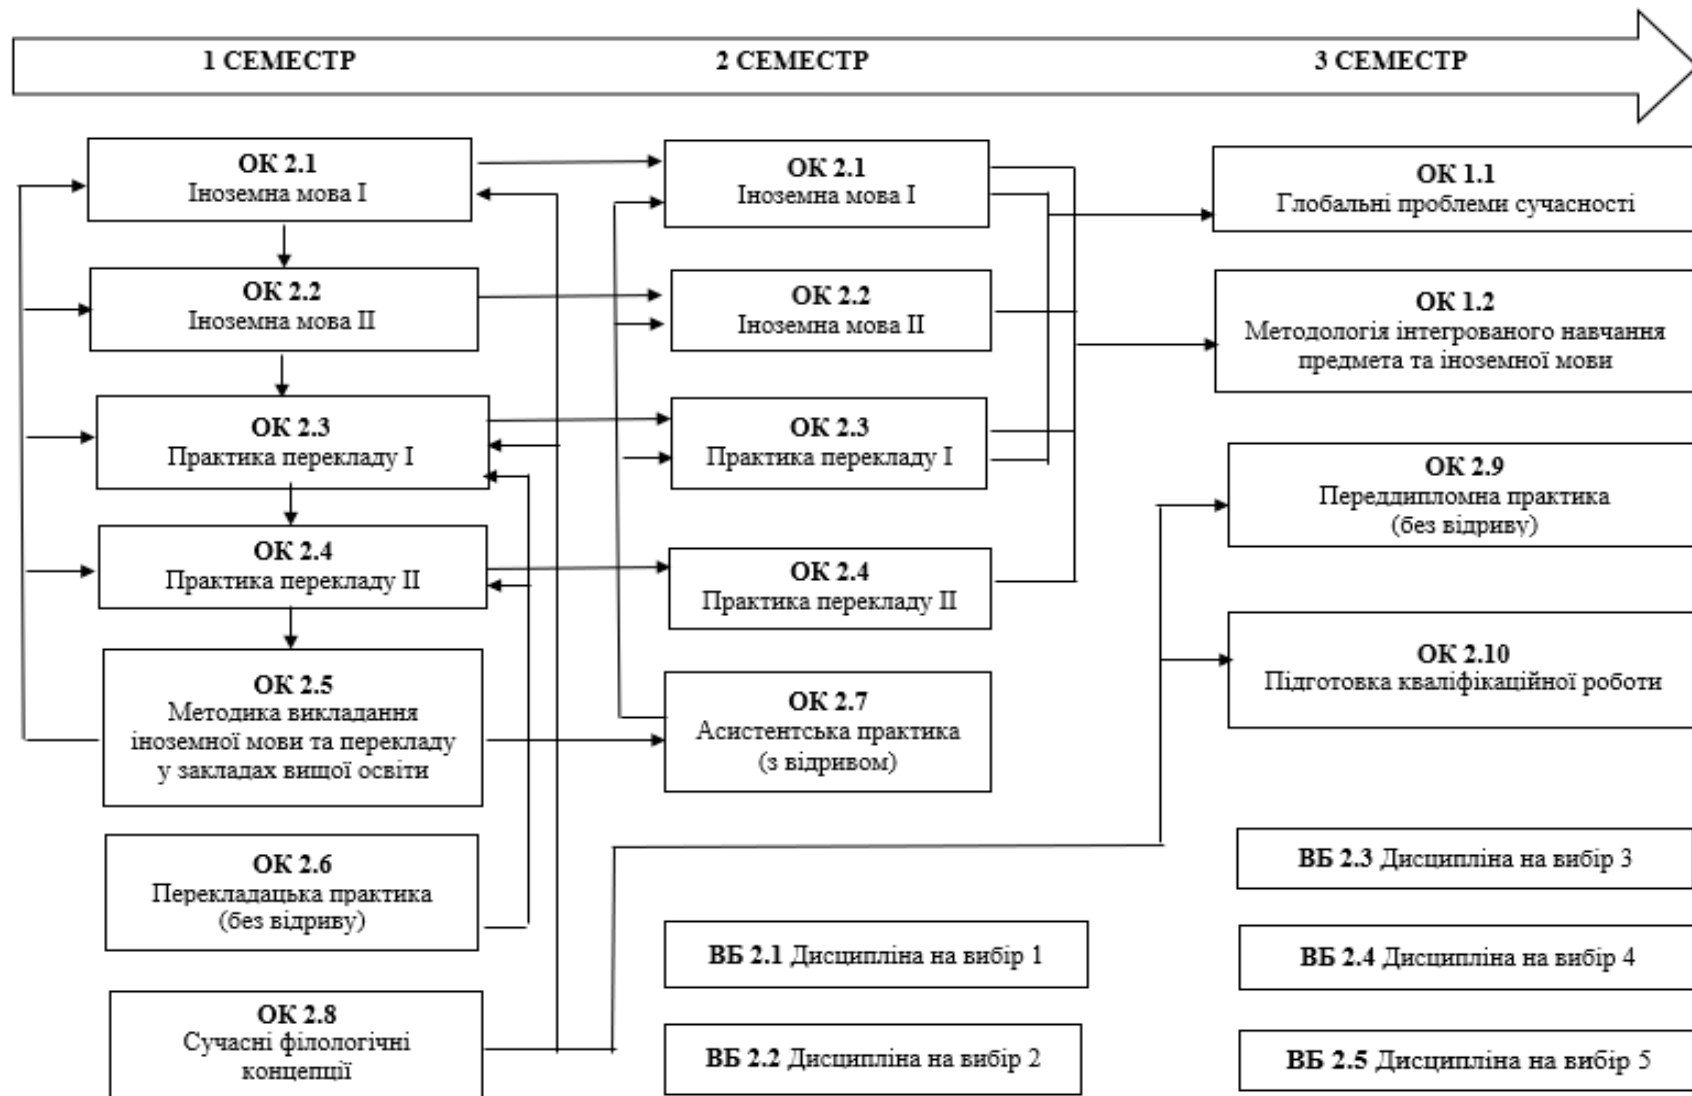 1 СЕМЕСТР
2 СЕМЕСТР
3 СЕМЕСТР
ОК 2.1
Іноземна мова І
ОК 2.2
Іноземна мова ІІ
ОК 2.3
Практика перекладу І
ОК 2.4
Практика перекладу ІІ
ОК 2.5
Методика викладання
іноземної мови та перекладу
у закладах вищої освіти
ОК 2.6
Перекладацька практика
(без відриву)
ОК 2.8
Сучасні філологічні
концепції
ОК 2.1
Іноземна мова І
ОК 2.2
Іноземна мова ІІ
ОК 2.3
Практика перекладу І
ОК 2.4
Практика перекладу ІІ
ОК 2.7
Асистентська практика
(з відривом)
ВБ 2.1 Дисципліна на вибір 1
ВБ 2.2 Дисципліна на вибір 2
ОК 1.1
Глобальні проблеми сучасності
ОК 1.2
Методологія інтегрованого навчання
предмета та іноземної мови
ОК 2.9
Переддипломна практика
(без відриву)
ОК 2.10
Підготовка кваліфікаційної роботи
ВБ 2.3 Дисципліна на вибір 3
ВБ 2.4 Дисципліна на вибір 4
ВБ 2.5 Дисципліна на вибір 5